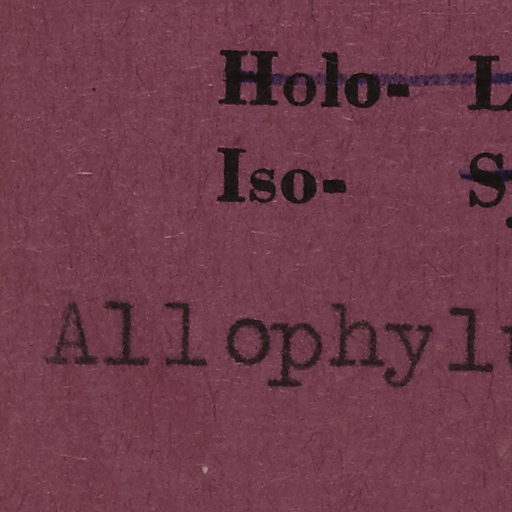 Holo- L
Iso- S
Allophyl